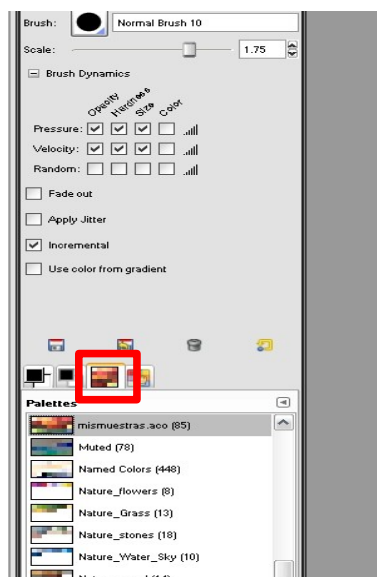 Brush: Normal Brush 10
Scale: 1.75
Brush Dynamics
Opacity Hardness Size Color
Pressure:
Velocity:
Random:
Fade out
Apply Jitter
Incremental
Use color from gradient
Palettes
mismuestras.aco (85)
Muted (78)
Named Colors (448)
Nature_flowers (8)
Nature_Grass (13)
Nature_stones (18)
Nature_Water_Sky (10)